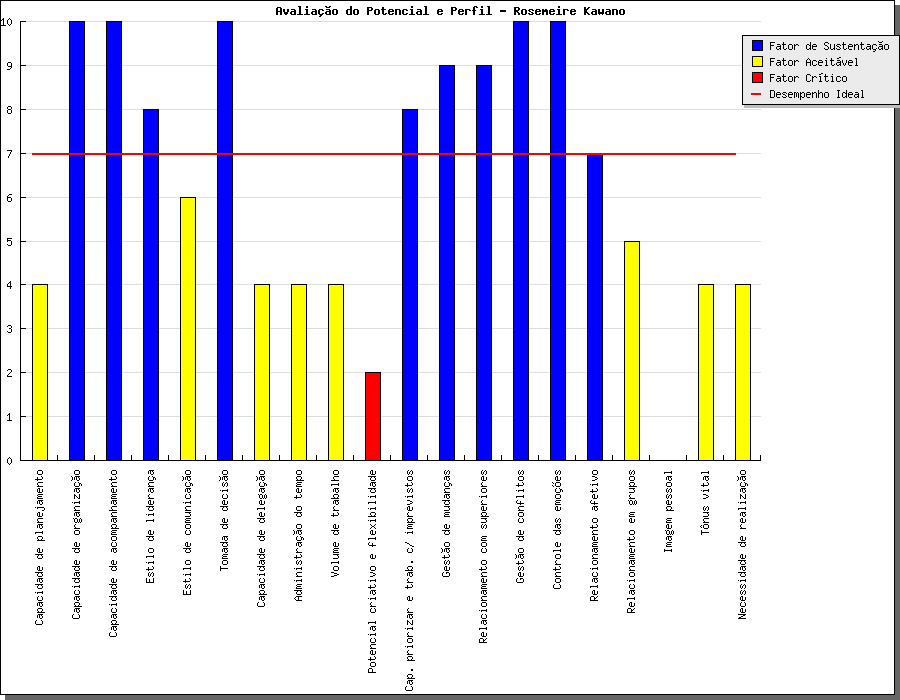 Avaliação do Potencial e Perfil - Rosemeire Kawano
Fator de Sustentação
Fator Aceitável
Fator Crítico
Desempenho Ideal
10
9
8
7
6
5
4
3
2
1
0
Capacidade de planejamento
Capacidade de organização
Capacidade de acompanhamento
Estilo de liderança
Estilo de comunicação
Tomada de decisão
Capacidade de delegação
Administração do tempo
Volume de trabalho
Potencial criativo e flexibilidade
Cap. priorizar e trab. c/ imprevistos
Gestão de mudanças
Relacionamento com superiores
Gestão de conflitos
Controle das emoções
Relacionamento afetivo
Relacionamento em grupos
Imagem pessoal
Tônus vital
Necessidade de realização